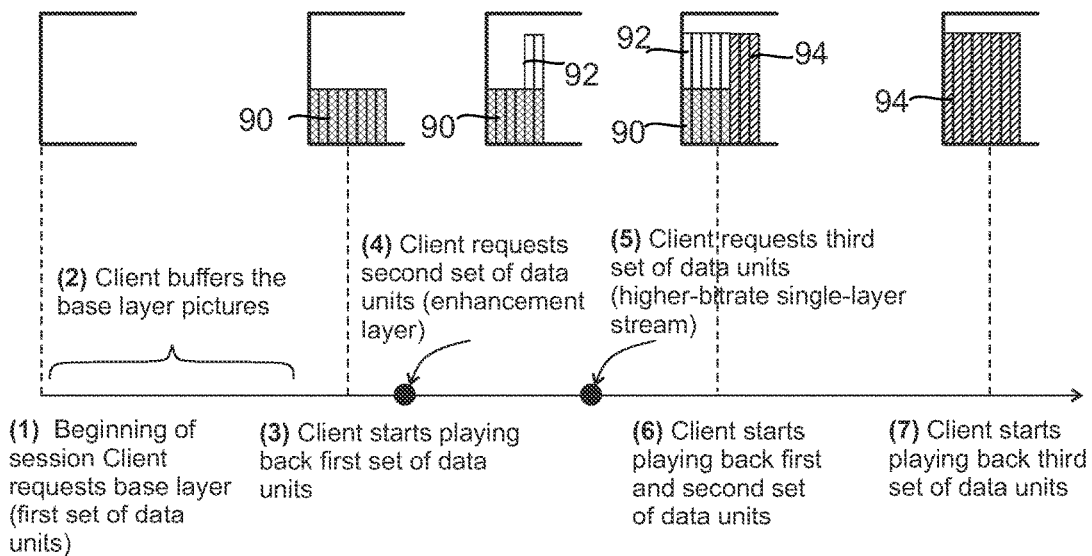 90
90
92
92
90
94
94
(2) Client buffers the
base layer pictures
(4) Client requests
second set of data
units (enhancement
layer)
(5) Client requests third
set of data units
(higher-bitrate single-layer
stream)
(1) Beginning of
session Client
requests base layer
(first set of data
units)
(3) Client starts playing
back first set of data
units
(6) Client starts
playing back first
and second set
of data units
(7) Client starts
playing back third
set of data units